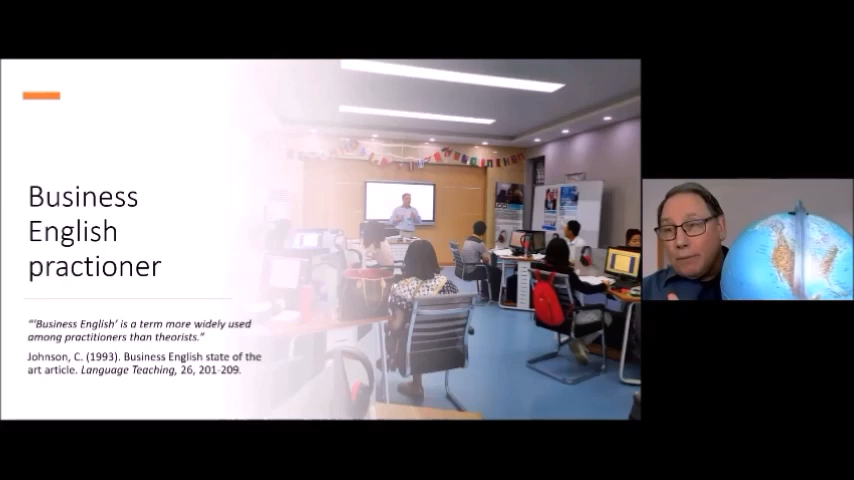 Business
English
practioner
"'Business English' is a term more widely used
among practitioners than theorists."
Johnson, C. (1993). Business English state of the
art article. Language Teaching, 26, 201-209.